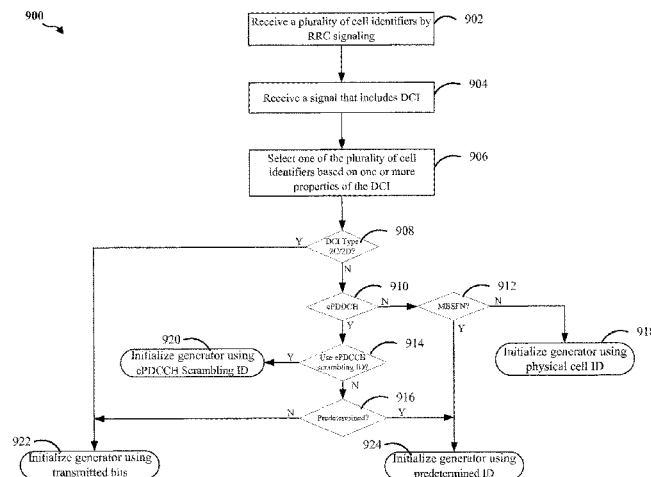 900
Receive a plurality of cell identifiers by
RRC signaling
902
Receive a signal that includes DCI
904
Select one of the plurality of cell
identifiers based on one or more
properties of the DCI
906
DCI Type
2C/2D?
908
Y
N
ePDDCH
910
N
Y
MBSFN?
912
N
Y
Initialize generator using
physical cell ID
918
Use ePDCCH
scrambling ID?
914
Y
N
920
Initialize generator using
ePDCCH Scrambling ID
Predetermined?
916
N
Y
922
Initialize generator using
transmitted bits
924
Initialize generator using
predetermined ID